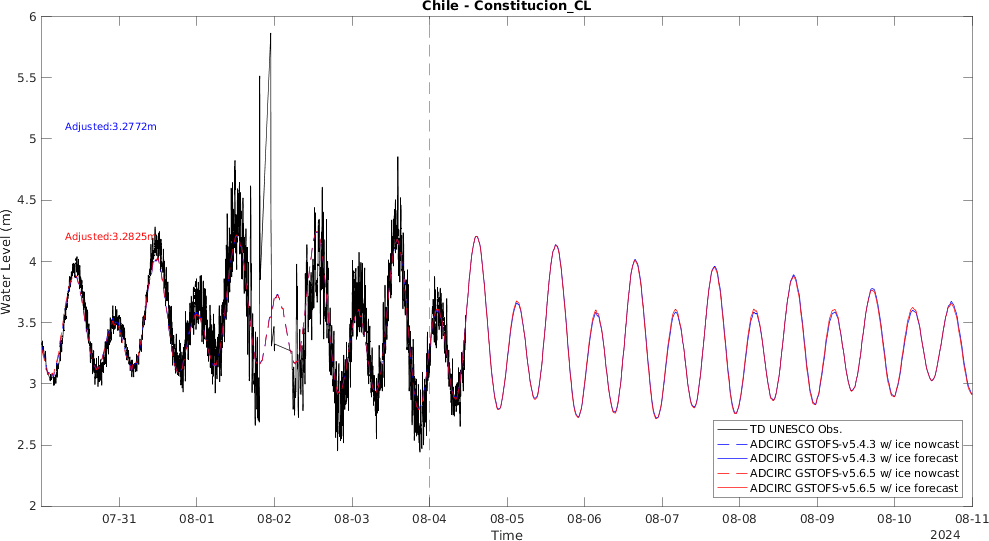 Chile - Constitucion_CL
6
5.5
5
4.5
4
3.5
3
2.5
2
Water Level (m)
Adjusted:3.2772m
Adjusted:3.2825m
TD UNESCO Obs.
ADCIRC GSTOFS-v5.4.3 w/ ice nowcast
ADCIRC GSTOFS-v5.4.3 w/ ice forecast
ADCIRC GSTOFS-v5.6.5 w/ ice nowcast
ADCIRC GSTOFS-v5.6.5 w/ ice forecast
07-31 08-01 08-02 08-03 08-04 08-05 08-06 08-07 08-08 08-09 08-10 08-11
Time
2024